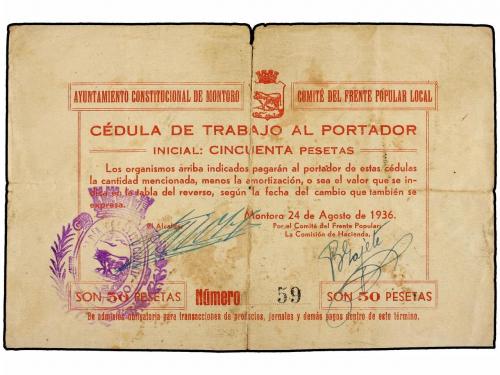 AYUNTAMIENTO CONSTITUCIONAL DE MONTORO
COMITÉ DEL FRENTE POPULAR LOCAL
CÉDULA DE TRABAJO AL PORTADOR
INICIAL: CINCUENTA PESETAS
Los organismos arriba indicados pagarán al portador de estas cédulas
la cantidad mencionada, menos la amortización, o sea el valor que se in-
dica en la tabla del reverso, según la fecha del cambio que también se
expresa.
Montoro 24 de Agosto de 1936.
El Alcalde
Por el Comité del Frente Popular
La Comisión de Hacienda.
SON 50 PESETAS
Número 59
SON 50 PESETAS
Es admisión obligatoria para transacciones de productos, jornales y demás pagos dentro de este término.